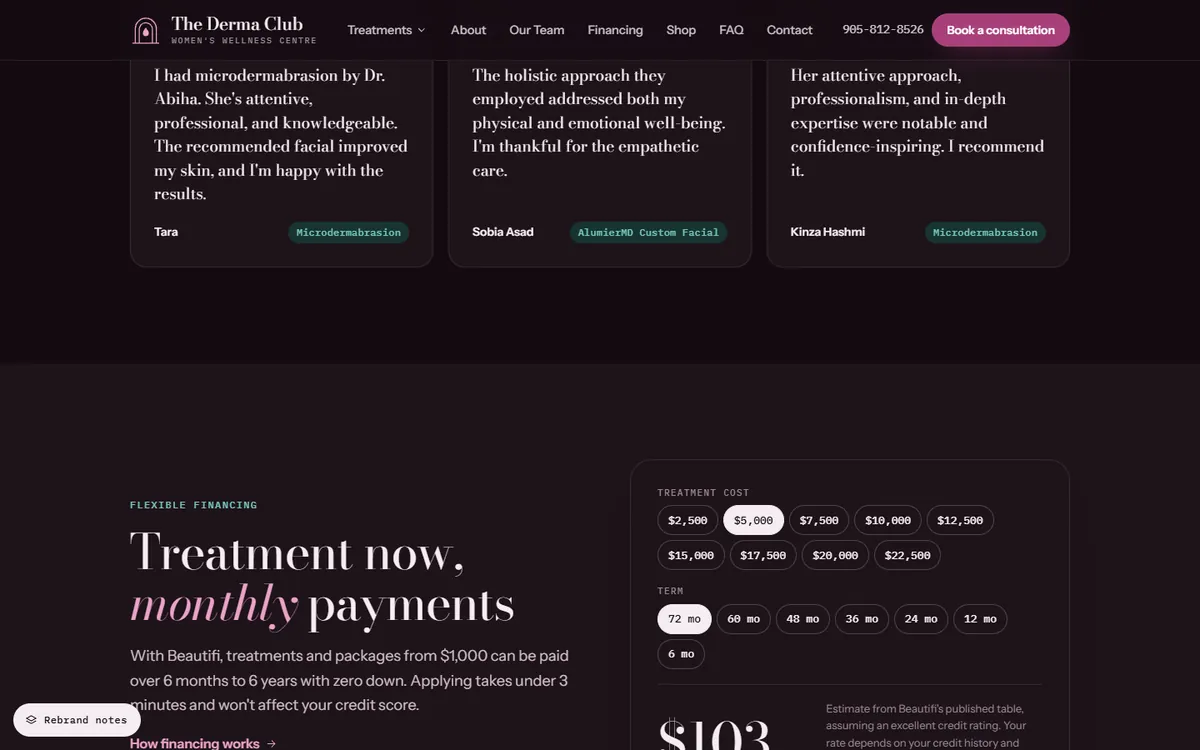 The Derma Club
WOMEN'S WELLNESS CENTRE
Treatments
About
Our Team
Financing
Shop
FAQ
Contact
905-812-8526
Book a consultation
I had microdermabrasion by Dr.
Abiha. She's attentive,
professional, and knowledgeable.
The recommended facial improved
my skin, and I'm happy with the
results.
Tara
Microdermabrasion
The holistic approach they
employed addressed both my
physical and emotional well-being.
I'm thankful for the empathetic
care.
Sobia Asad
AlumierMD Custom Facial
Her attentive approach,
professionalism, and in-depth
expertise were notable and
confidence-inspiring. I recommend
it.
Kinza Hashmi
Microdermabrasion
FLEXIBLE FINANCING
Treatment now,
monthly payments
With Beautifi, treatments and packages from $1,000 can be paid
over 6 months to 6 years with zero down. Applying takes under 3
minutes and won't affect your credit score.
How financing works →
Rebrand notes
TREATMENT COST
$2,500 $5,000 $7,500 $10,000 $12,500
$15,000 $17,500 $20,000 $22,500
TERM
72 mo 60 mo 48 mo 36 mo 24 mo 12 mo
6 mo
$103
Estimate from Beautifi's published table,
assuming an excellent credit rating. Your
rate depends on your credit history and